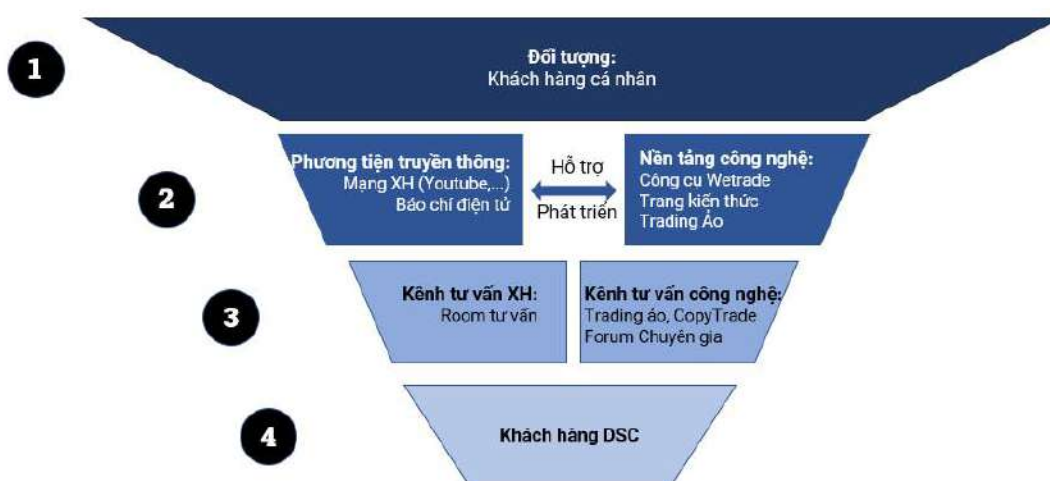 1
Đối tượng:
Khách hàng cá nhân
2
Phương tiện truyền thông:
Mạng XH (Youtube,...)
Báo chí điện tử
Hỗ trợ
Phát triển
Nền tảng công nghệ:
Công cụ Wetrade
Trang kiến thức
Trading Ảo
3
Kênh tư vấn XH:
Room tư vấn
Kênh tư vấn công nghệ:
Trading ảo, CopyTrade
Forum Chuyên gia
4
Khách hàng DSC